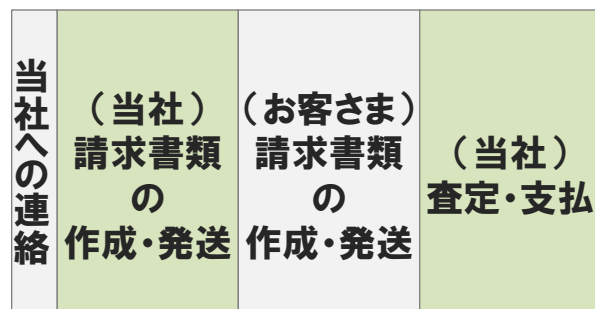 当社への連絡
（当社）
請求書類
の
作成・発送
（お客さま）
請求書類
の
作成・発送
（当社）
査定・支払